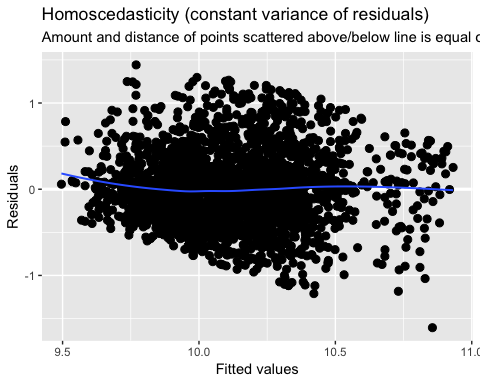 Homoscedasticity (constant variance of residuals)
Amount and distance of points scattered above/below line is equal
Residuals
1
0
-1
9.5 10.0 10.5 11.0
Fitted values